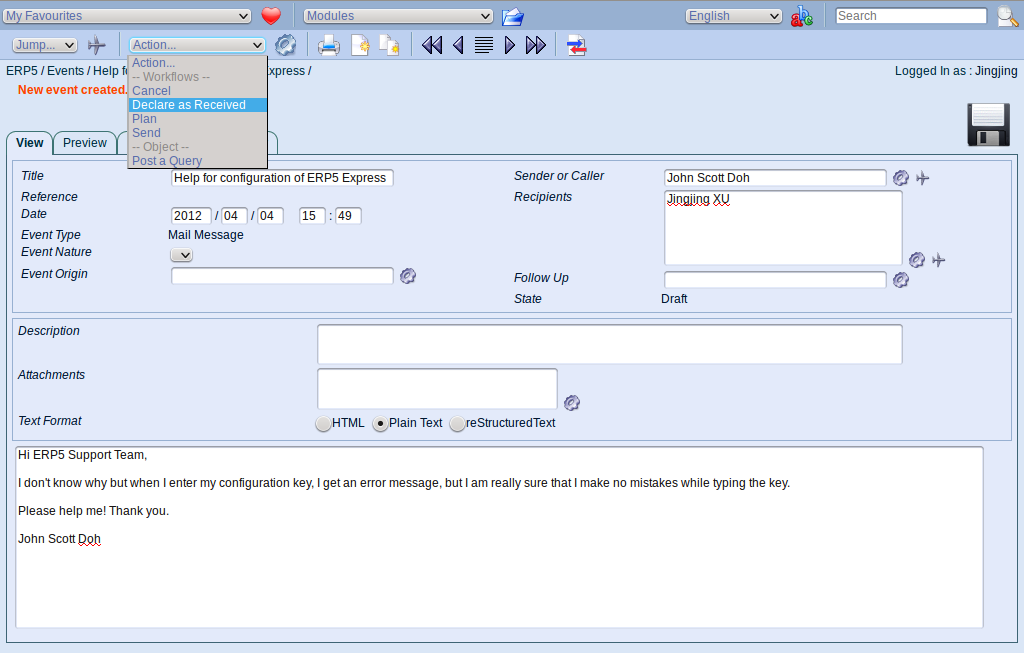 My Favourites
Modules
English
Search
Jump...
Action...
ERP5 / Events / Help fo
xpress /
Logged In as : Jingjing
New event created.
Action...
-- Workflows --
Cancel
Declare as Received
Plan
Send
-- Object --
Post a Query
View
Preview
Title
Help for configuration of ERP5 Express
Sender or Caller
John Scott Doh
Reference
Recipients
Jingjing XU
Date
2012 / 04 / 04 15 : 49
Event Type
Mail Message
Event Nature
Event Origin
Follow Up
State
Draft
Description
Attachments
Text Format
HTML
Plain Text
reStructuredText
Hi ERP5 Support Team,
I don't know why but when I enter my configuration key, I get an error message, but I am really sure that I make no mistakes while typing the key.
Please help me! Thank you.
John Scott Doh